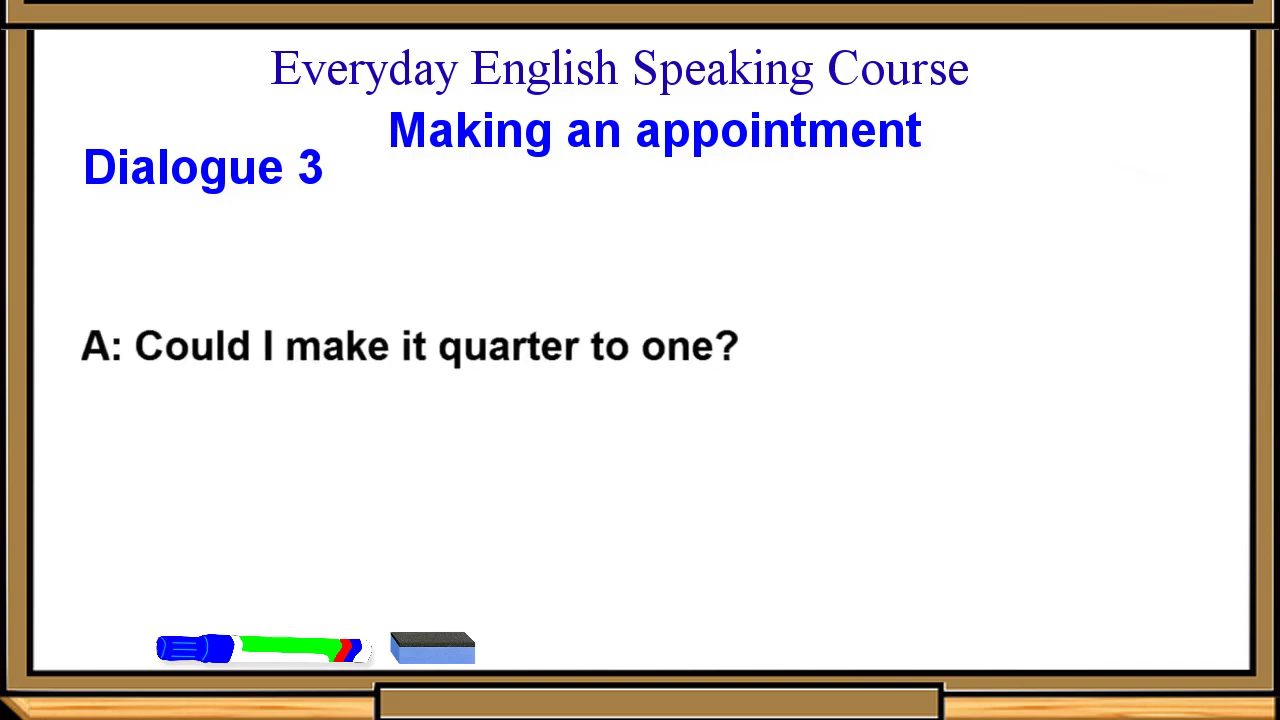 Everyday English Speaking Course
Making an appointment
Dialogue 3
A: Could I make it quarter to one?